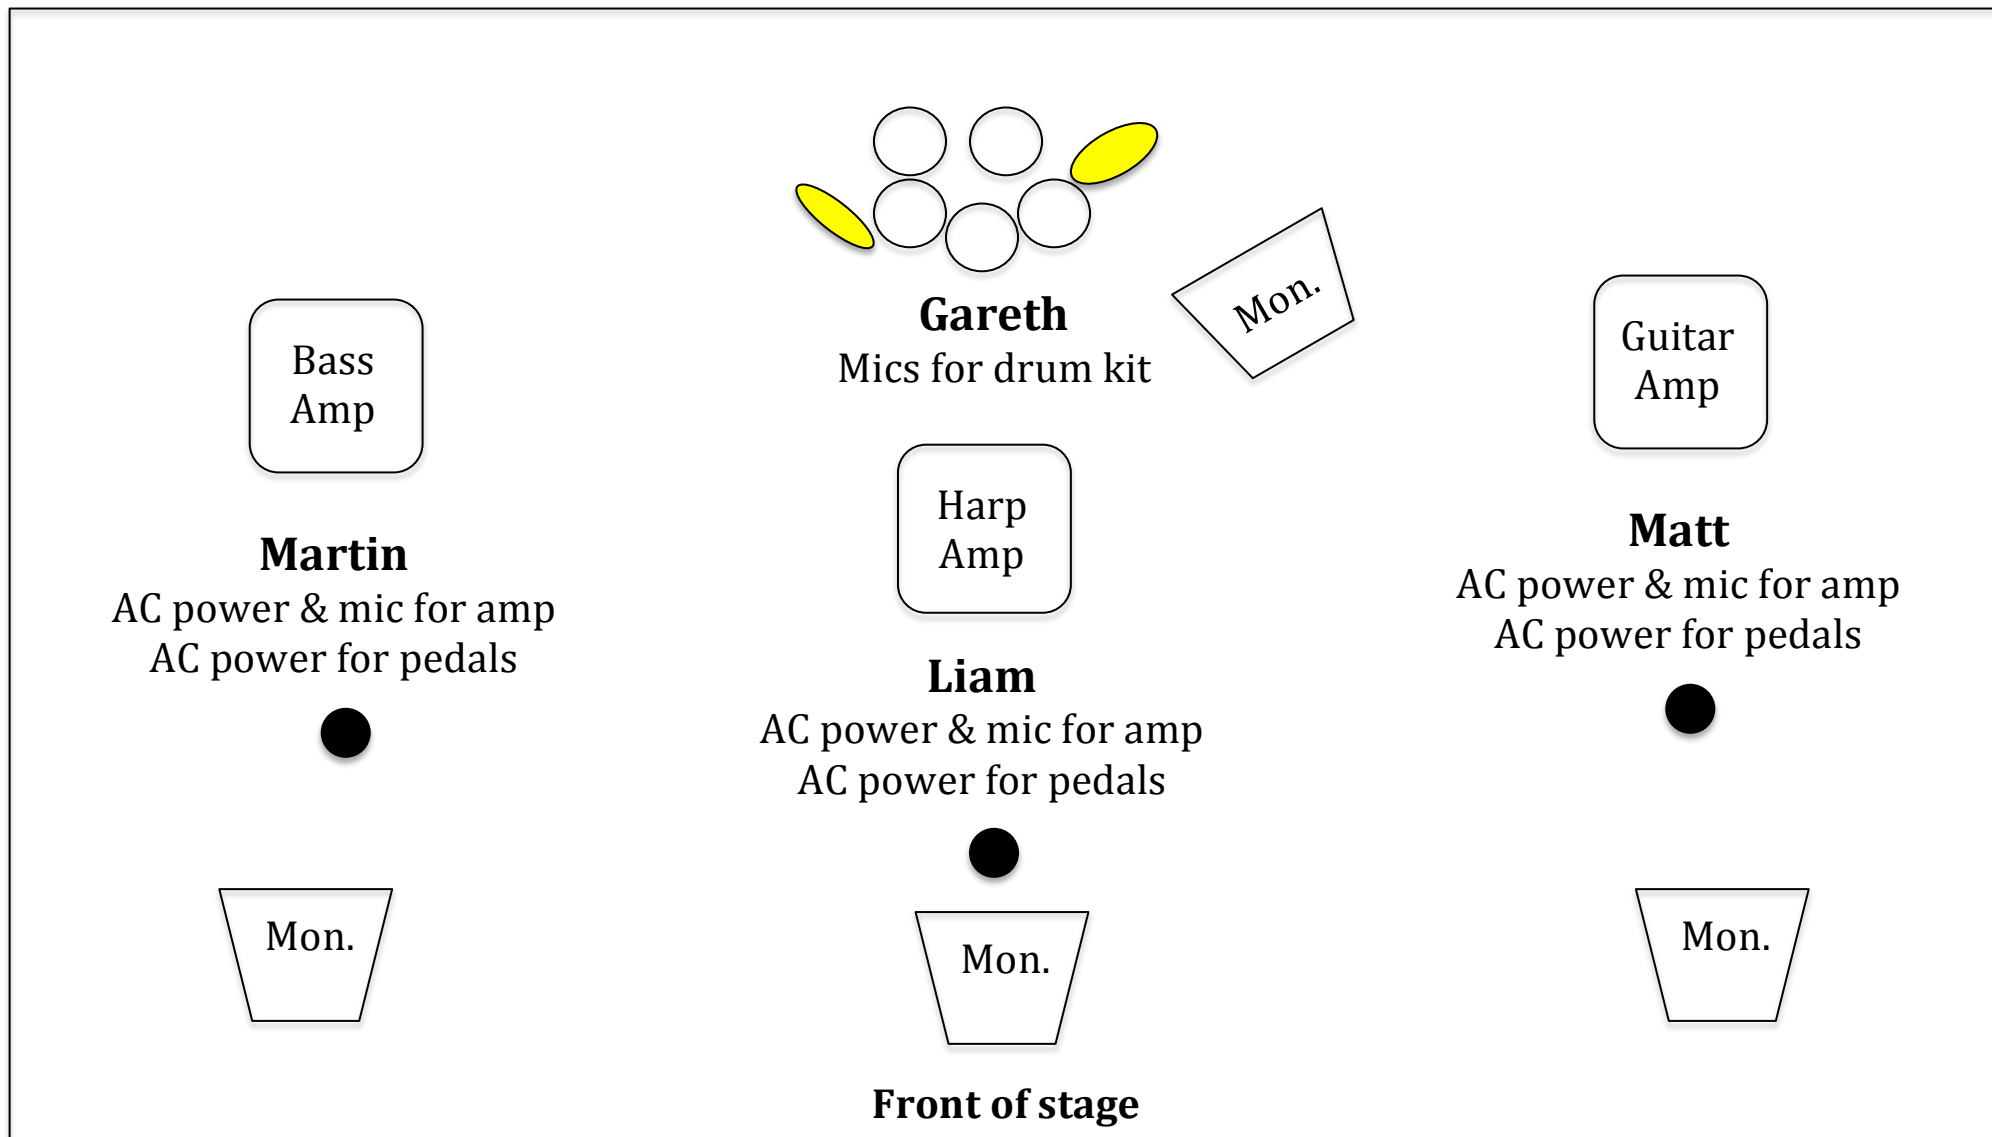 Gareth
Mics for drum kit
Mon.
Bass
Amp
Guitar
Amp
Harp
Amp
Martin
AC power & mic for amp
AC power for pedals
Liam
AC power & mic for amp
AC power for pedals
Matt
AC power & mic for amp
AC power for pedals
Mon.
Mon.
Mon.
Front of stage